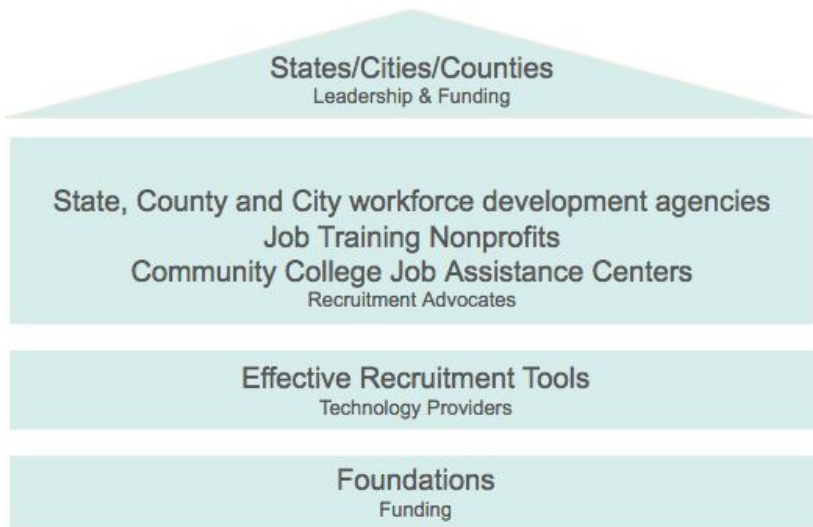 States/Cities/Counties
Leadership & Funding
State, County and City workforce development agencies
Job Training Nonprofits
Community College Job Assistance Centers
Recruitment Advocates
Effective Recruitment Tools
Technology Providers
Foundations
Funding